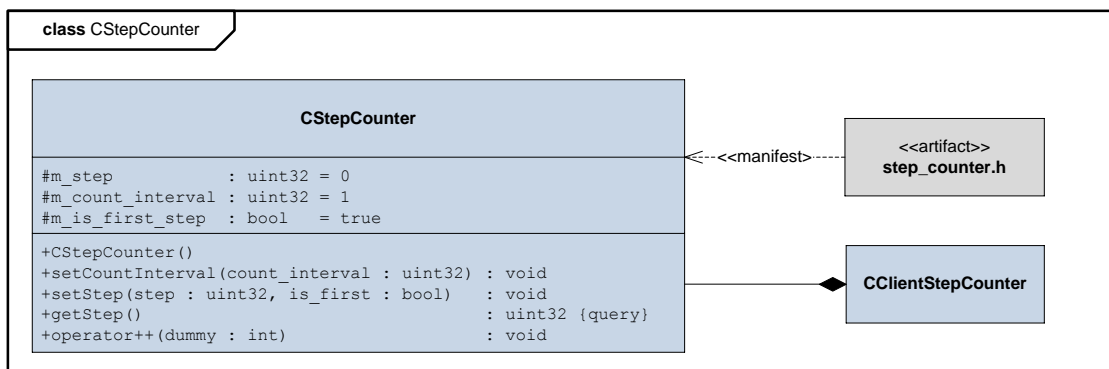 class CStepCounter
CStepCounter
#m_step : uint32 = 0
#m_count_interval : uint32 = 1
#m_is_first_step : bool = true
+CStepCounter()
+setCountInterval(count_interval : uint32) : void
+setStep(step : uint32, is_first : bool) : void
+getStep() : uint32 {query}
+operator++(dummy : int) : void
<<manifest>
<<artifact>>
step_counter.h
CClientStepCounter